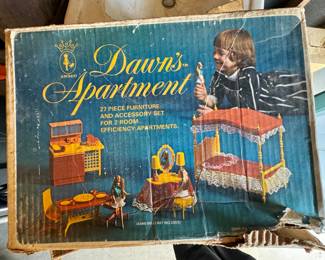 Dawn's
Apartment
27 PIECE FURNITURE
AND ACCESSORY SET
FOR 2 ROOM
EFFICIENCY APARTMENTS.